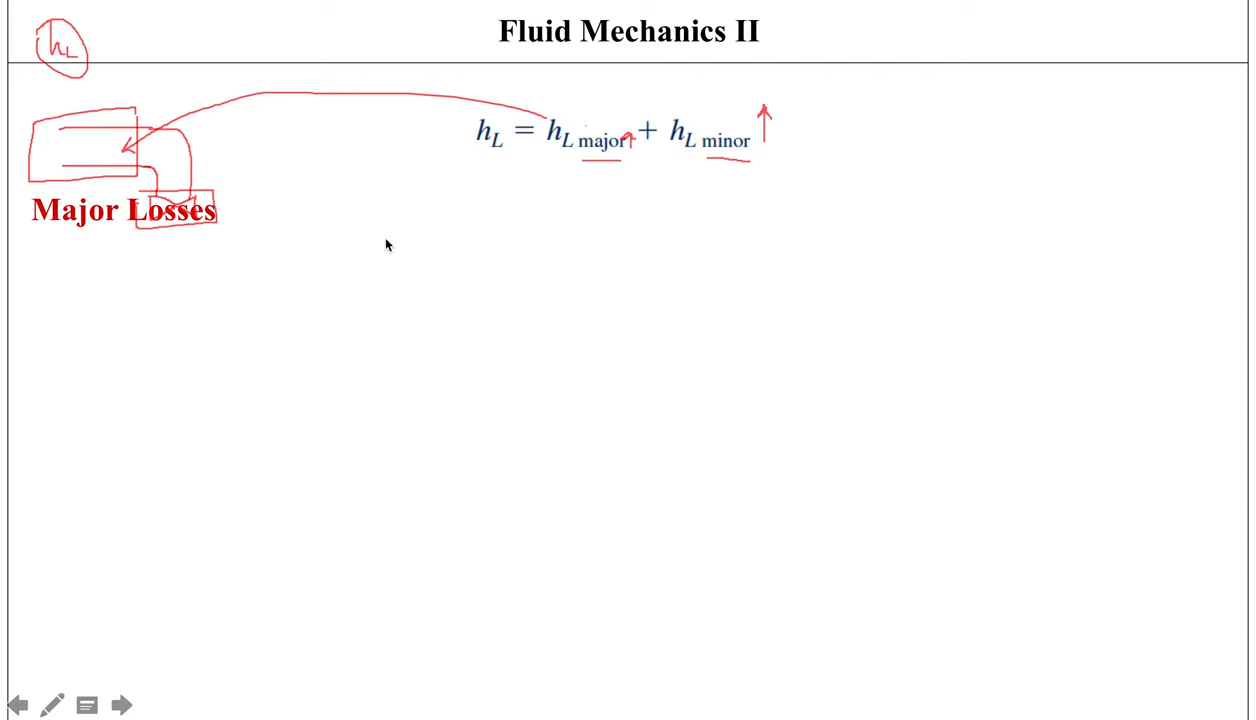 Fluid Mechanics II
hL
hL = hL major + hL minor
Major Losses